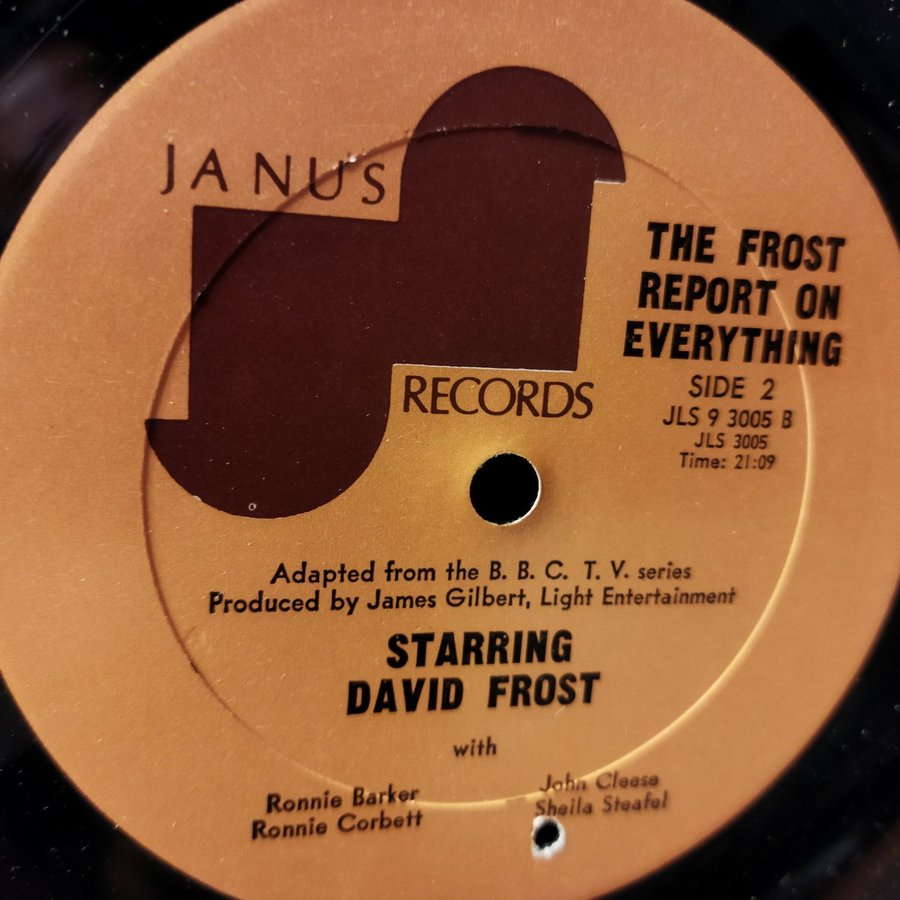 JANUS
RECORDS
THE FROST
REPORT ON
EVERYTHING
SIDE 2
JLS 9 3005 B
JLS 3005
Time: 21:09
Adapted from the B. B. C. T. V. series
Produced by James Gilbert, Light Entertainment
STARRING
DAVID FROST
with
Ronnie Barker
Ronnie Corbett
John Cleese
Sheila Steafel